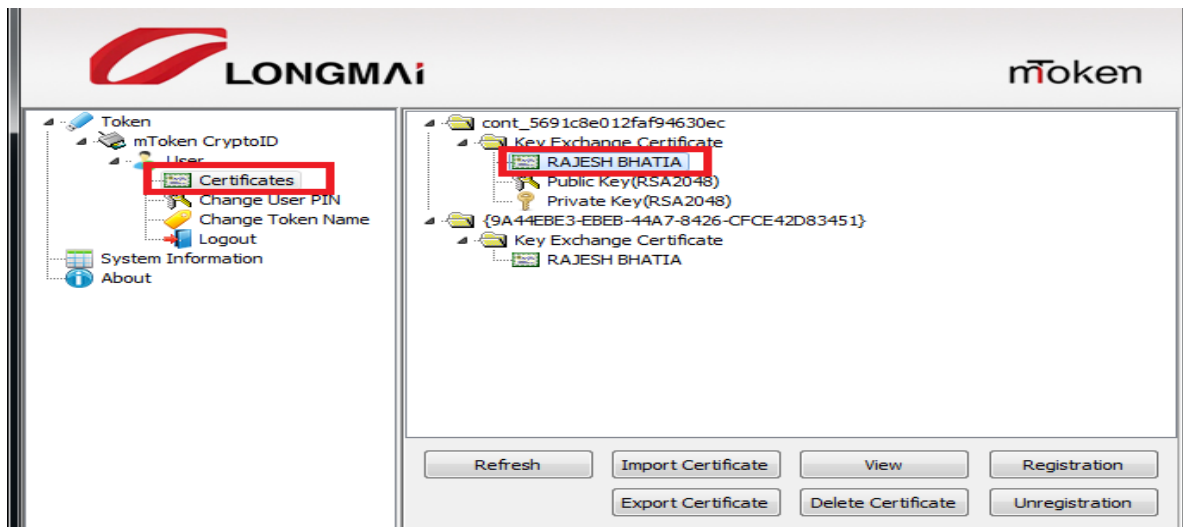 LONGMAi
mToken
Token
mToken CryptoID
User
Certificates
Change User PIN
Change Token Name
Logout
System Information
About
cont_5691c8e012faf94630ec
Key Exchange Certificate
RAJESH BHATIA
Public Key(RSA2048)
Private Key(RSA2048)
{9A44EBE3-EBEB-44A7-8426-CFCE42D83451}
Key Exchange Certificate
RAJESH BHATIA
Refresh
Import Certificate
View
Registration
Export Certificate
Delete Certificate
Unregistration